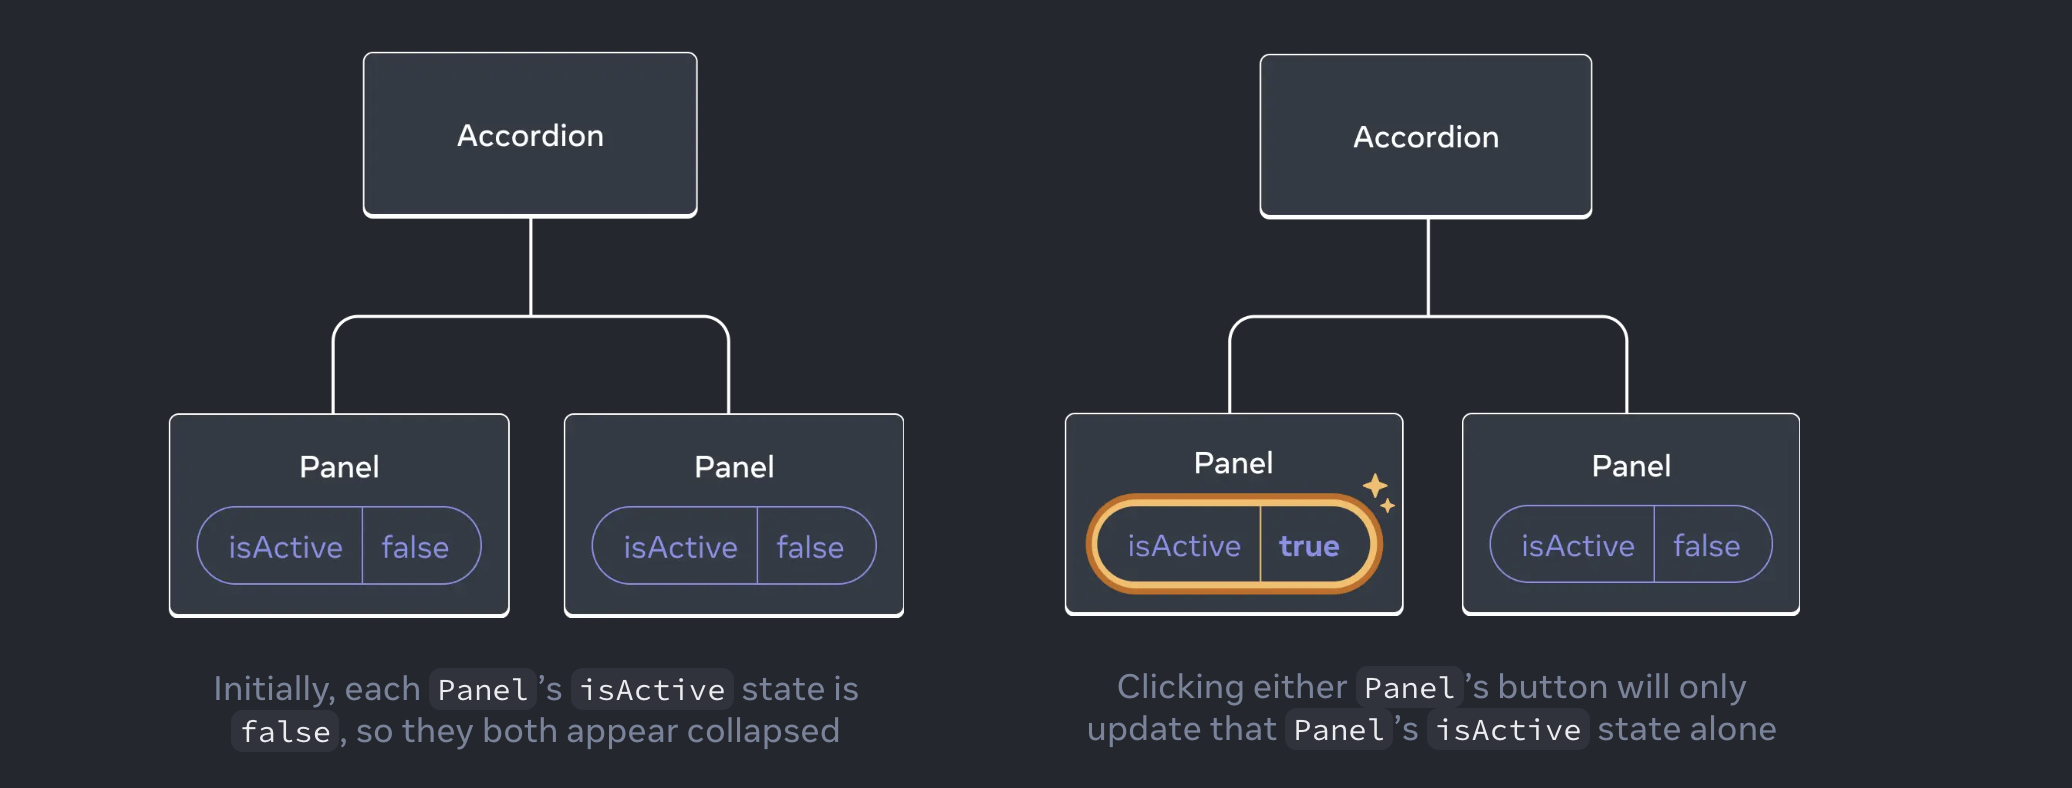 Accordion
Panel
isActive false
Panel
isActive false
Initially, each Panel's isActive state is
false, so they both appear collapsed
Accordion
Panel
isActive true
Panel
isActive false
Clicking either Panel's button will only
update that Panel's isActive state alone